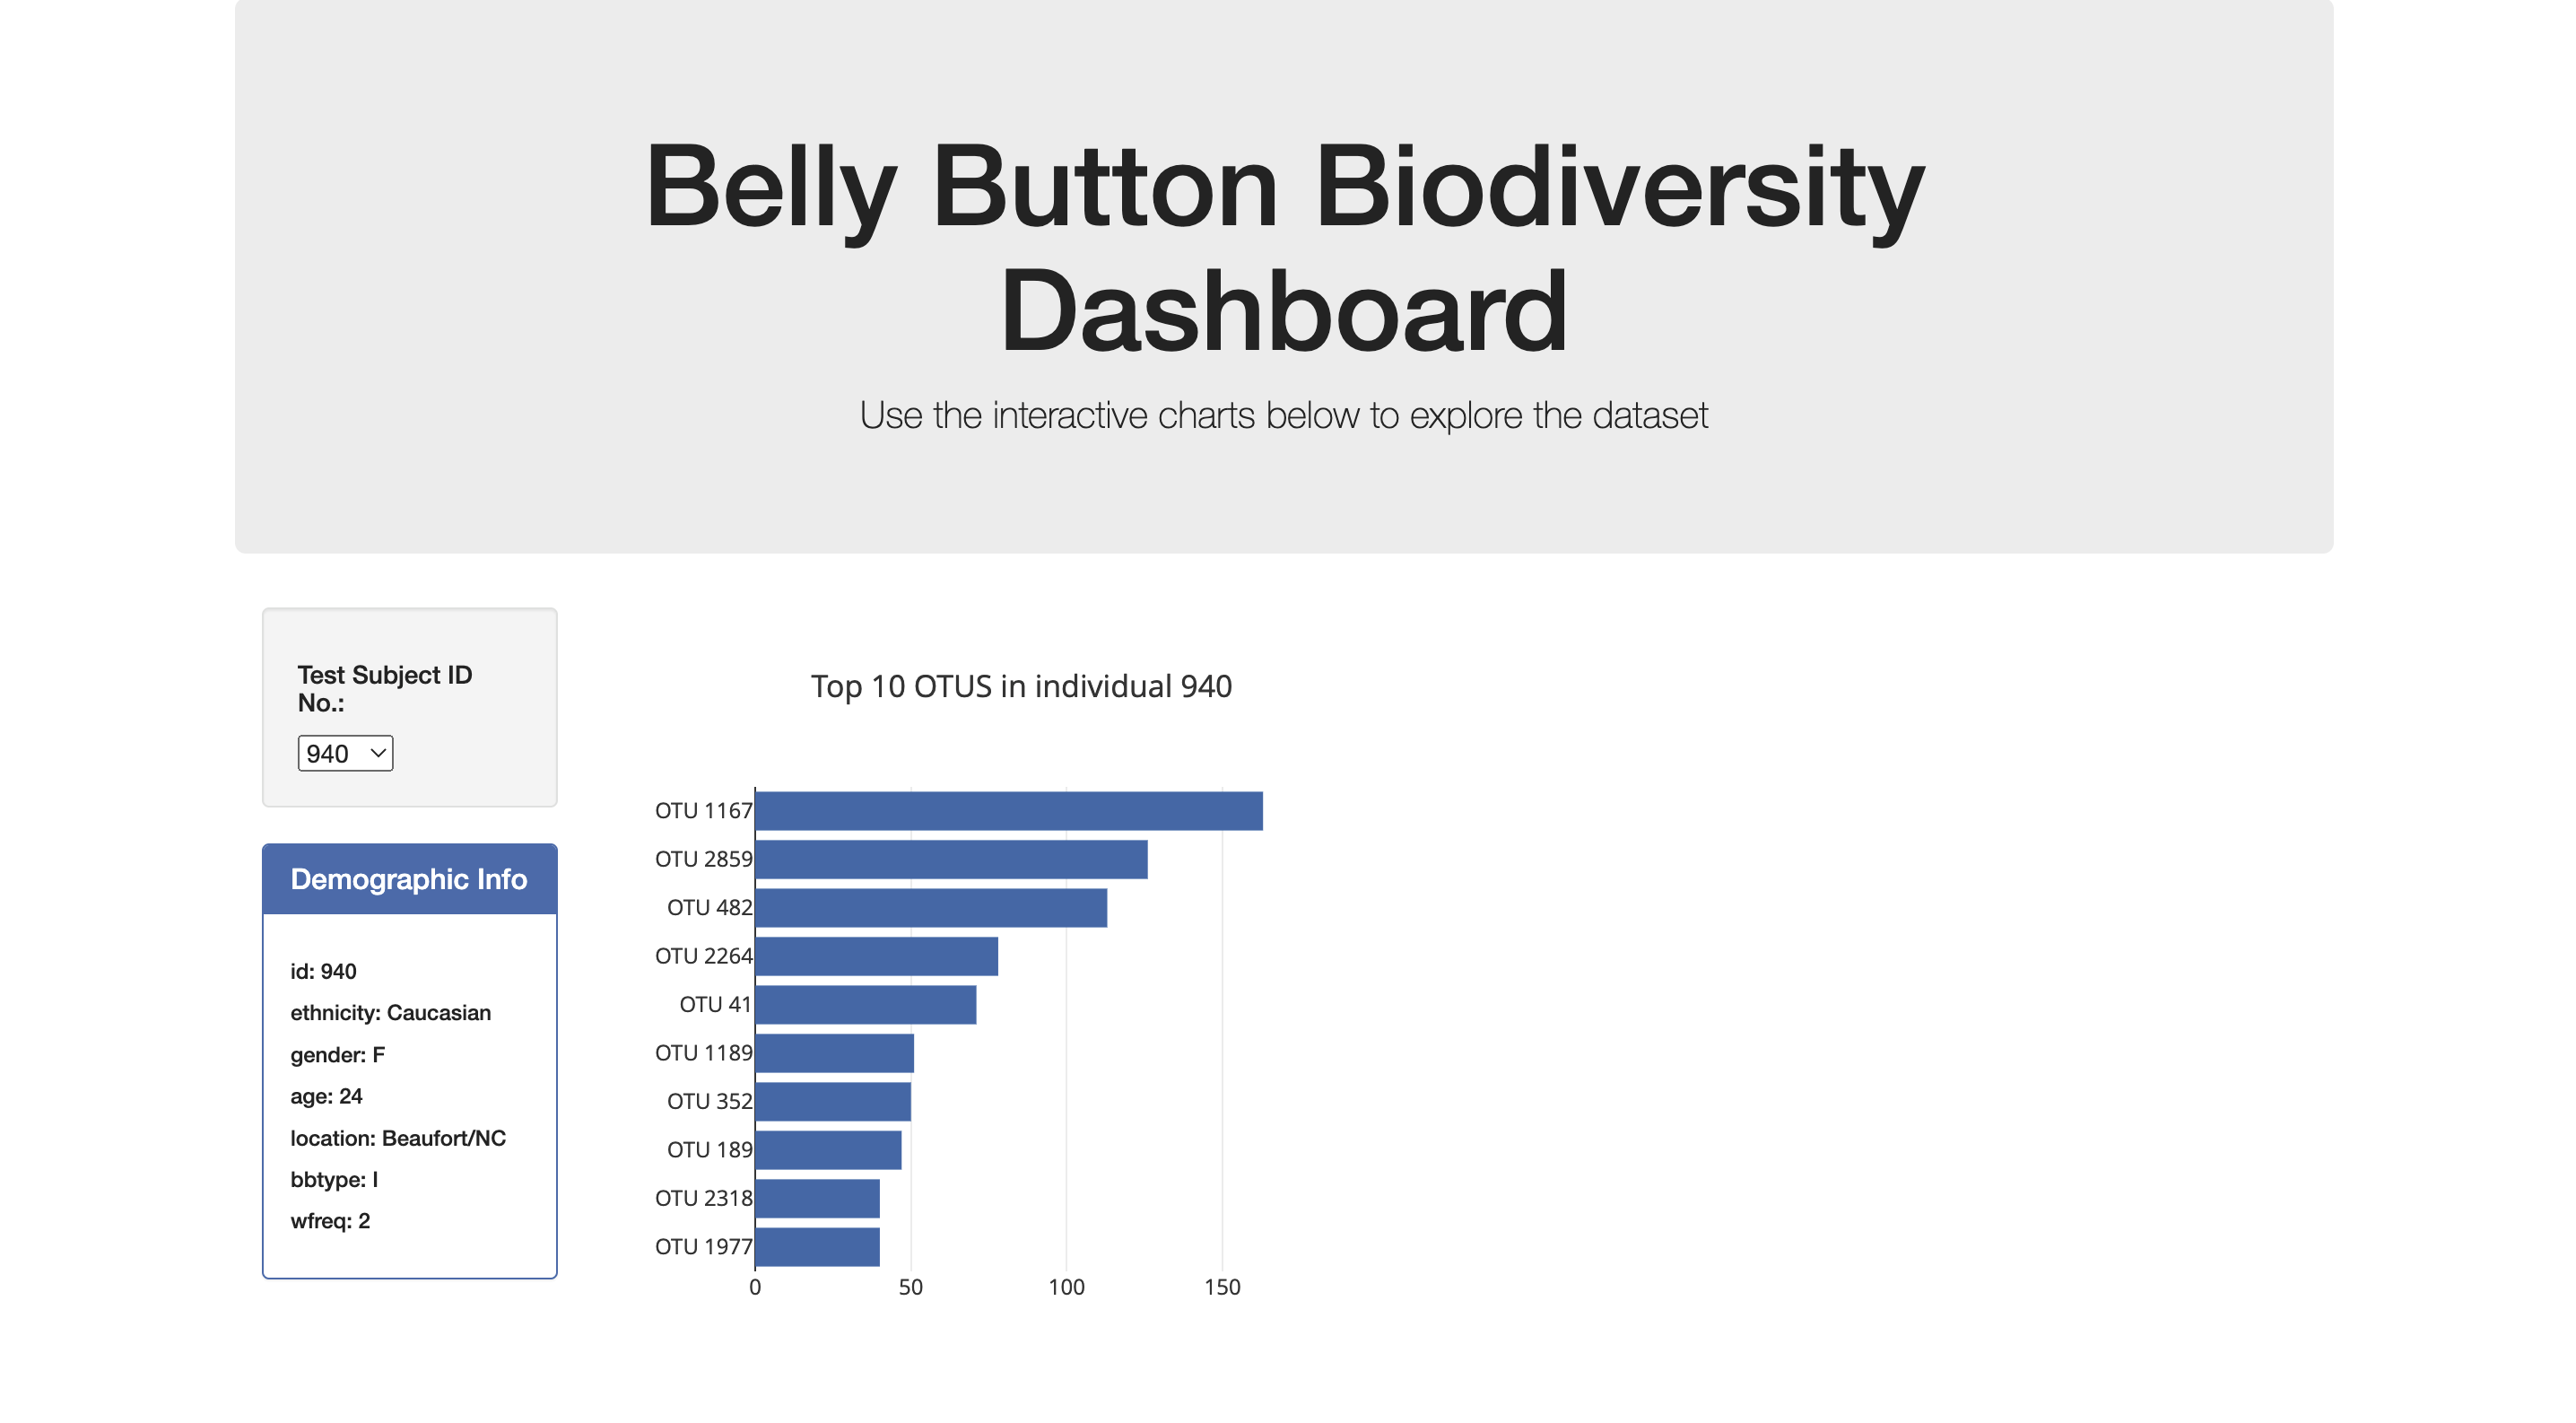 Belly Button Biodiversity
Dashboard
Use the interactive charts below to explore the dataset
Test Subject ID
No.:
940
Demographic Info
id: 940
ethnicity: Caucasian
gender: F
age: 24
location: Beaufort/NC
bbtype: I
wfreq: 2
Top 10 OTUS in individual 940
OTU 1167
OTU 2859
OTU 482
OTU 2264
OTU 41
OTU 1189
OTU 352
OTU 189
OTU 2318
OTU 1977
0 50 100 150